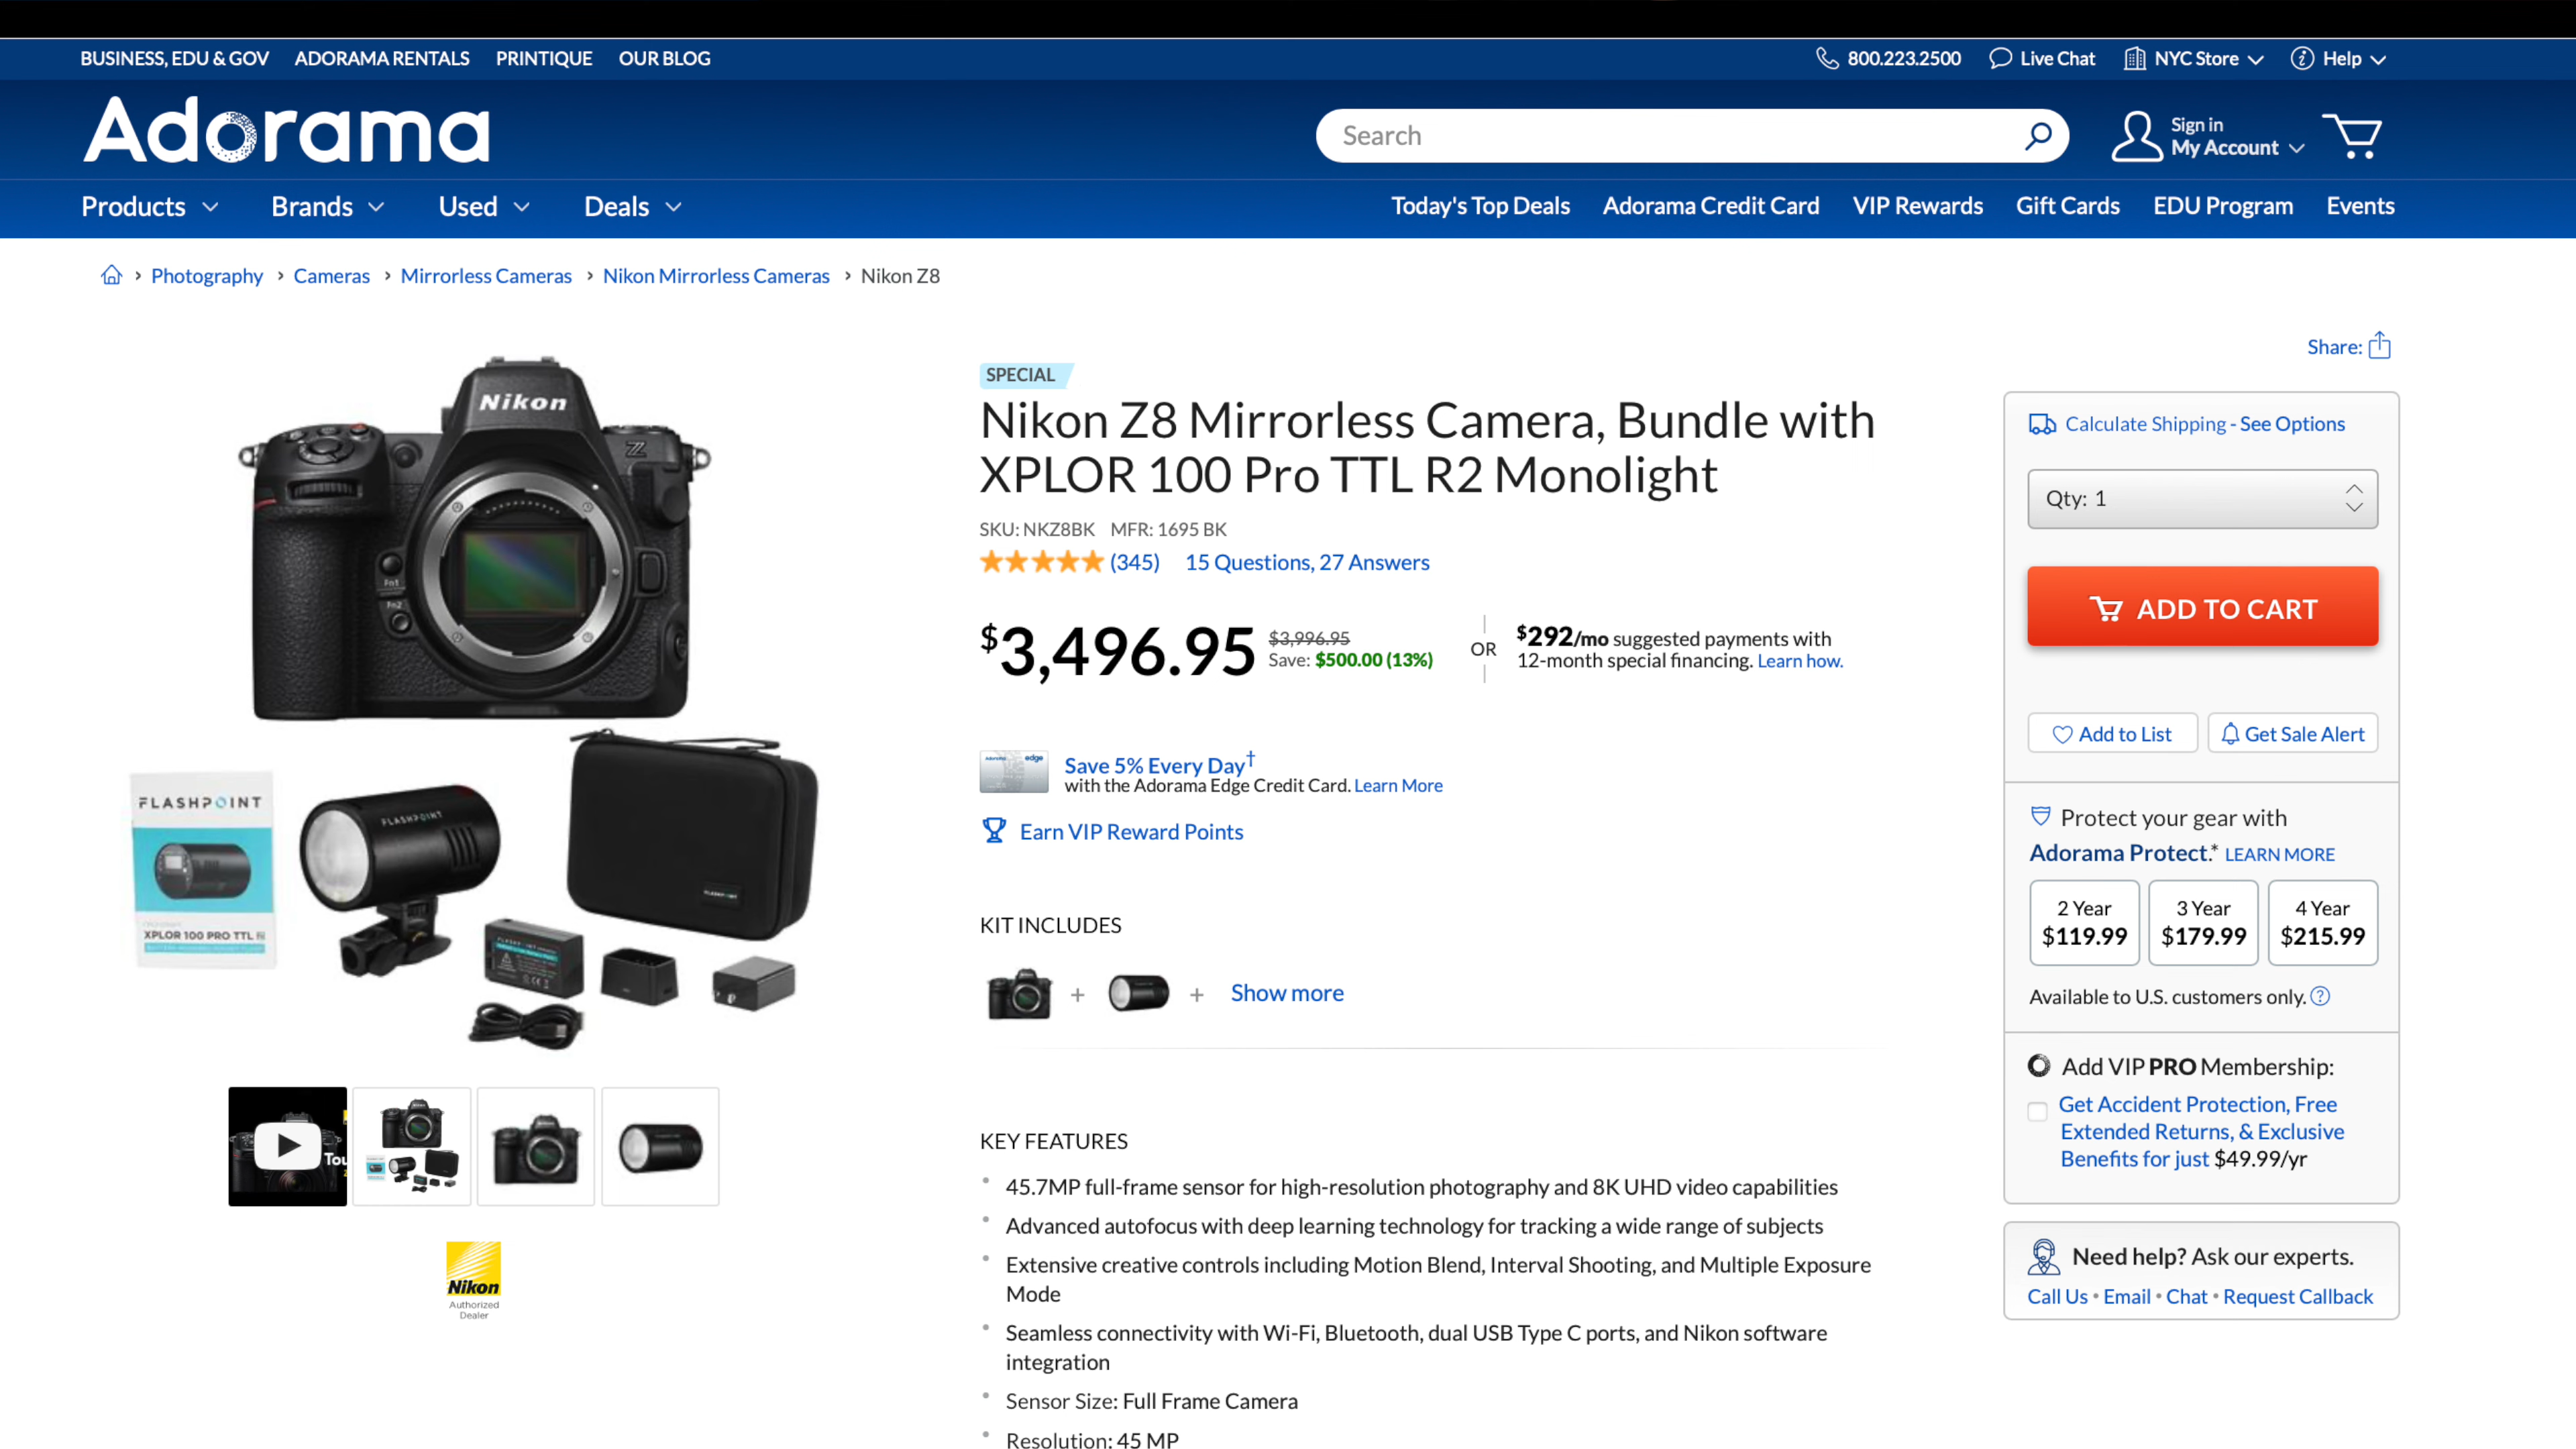 BUSINESS, EDU & GOV ADORAMA RENTALS PRINTIQUE OUR BLOG
800.223.2500 Live Chat NYC Store Help
Adorama
Search
Sign in
My Account
Products Brands Used Deals
Today's Top Deals Adorama Credit Card VIP Rewards Gift Cards EDU Program Events
› Photography › Cameras › Mirrorless Cameras › Nikon Mirrorless Cameras › Nikon Z8
Share:
Nikon
Z
Fn1
Fn2
FLASHPOINT
XPLOR 100 PRO TTL
FLASHPOINT
FLASHPOINT
FLASHPOINT
Tou
Nikon
Authorized
Dealer
SPECIAL
Nikon Z8 Mirrorless Camera, Bundle with
XPLOR 100 Pro TTL R2 Monolight
SKU: NKZ8BK MFR: 1695 BK
(345) 15 Questions, 27 Answers
$3,496.95
$3,996.95
Save: $500.00 (13%)
OR
$292/mo suggested payments with
12-month special financing. Learn how.
Adorama edge
Save 5% Every Day†
with the Adorama Edge Credit Card. Learn More
Earn VIP Reward Points
KIT INCLUDES
+ + Show more
KEY FEATURES
• 45.7MP full-frame sensor for high-resolution photography and 8K UHD video capabilities
• Advanced autofocus with deep learning technology for tracking a wide range of subjects
• Extensive creative controls including Motion Blend, Interval Shooting, and Multiple Exposure
Mode
• Seamless connectivity with Wi-Fi, Bluetooth, dual USB Type C ports, and Nikon software
integration
• Sensor Size: Full Frame Camera
• Resolution: 45 MP
Calculate Shipping - See Options
Qty: 1
ADD TO CART
Add to List
Get Sale Alert
Protect your gear with
Adorama Protect.* LEARN MORE
2 Year 3 Year 4 Year
$119.99 $179.99 $215.99
Available to U.S. customers only. ?
Add VIP PRO Membership:
Get Accident Protection, Free
Extended Returns, & Exclusive
Benefits for just $49.99/yr
Need help? Ask our experts.
Call Us • Email • Chat • Request Callback